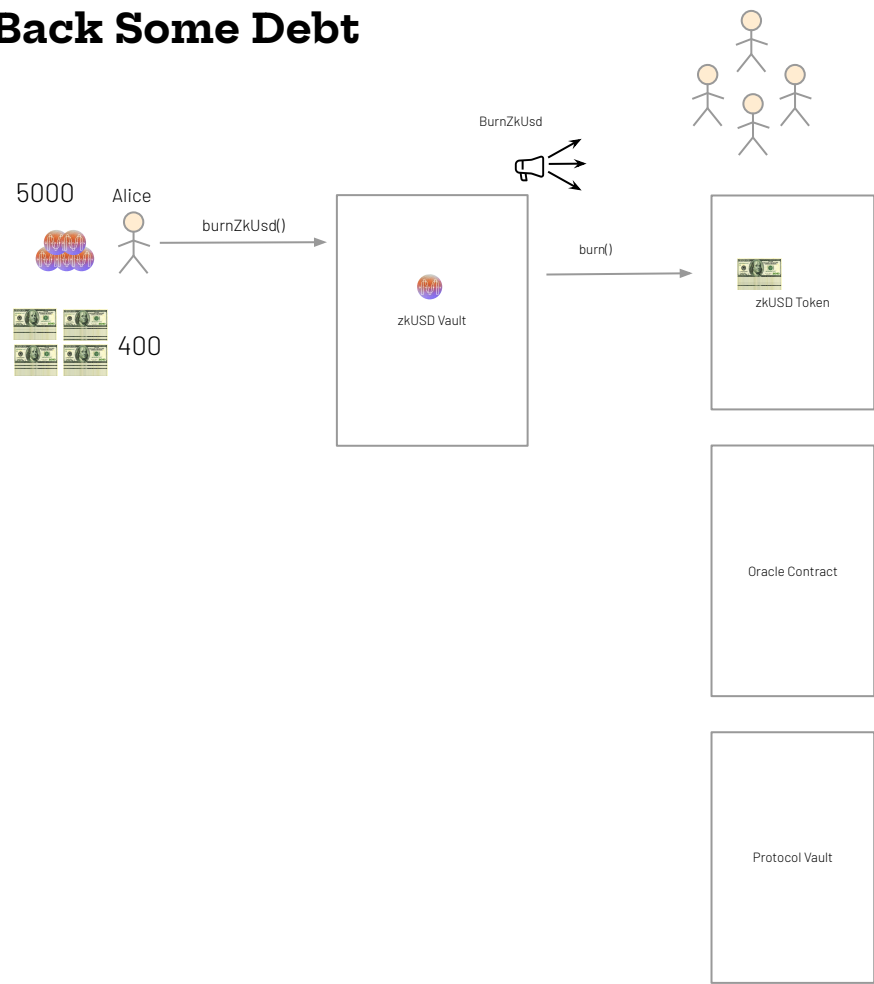 Back Some Debt
BurnZkUsd
5000
Alice
burnZkUsd()
burn()
zkUSD Token
zkUSD Vault
400
Oracle Contract
Protocol Vault